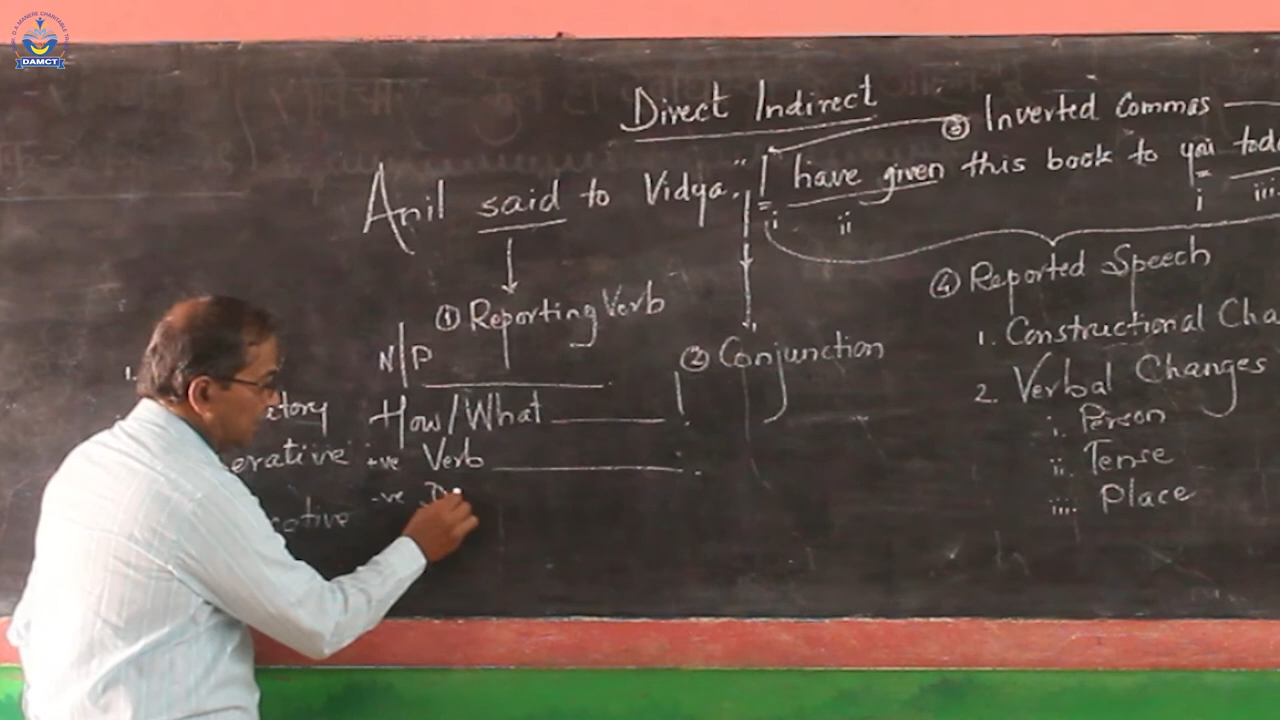 DAMCT
Direct Indirect
③ Inverted Commas
Anil said to Vidya, "I have given this book to you
i ii i iii
① Reporting Verb
② Conjunction
④ Reported Speech
1. Constructional
2. Verbal Changes
i. Person
ii. Tense
iii. Place
1.
N/P
How/What
+ve Verb
-ve